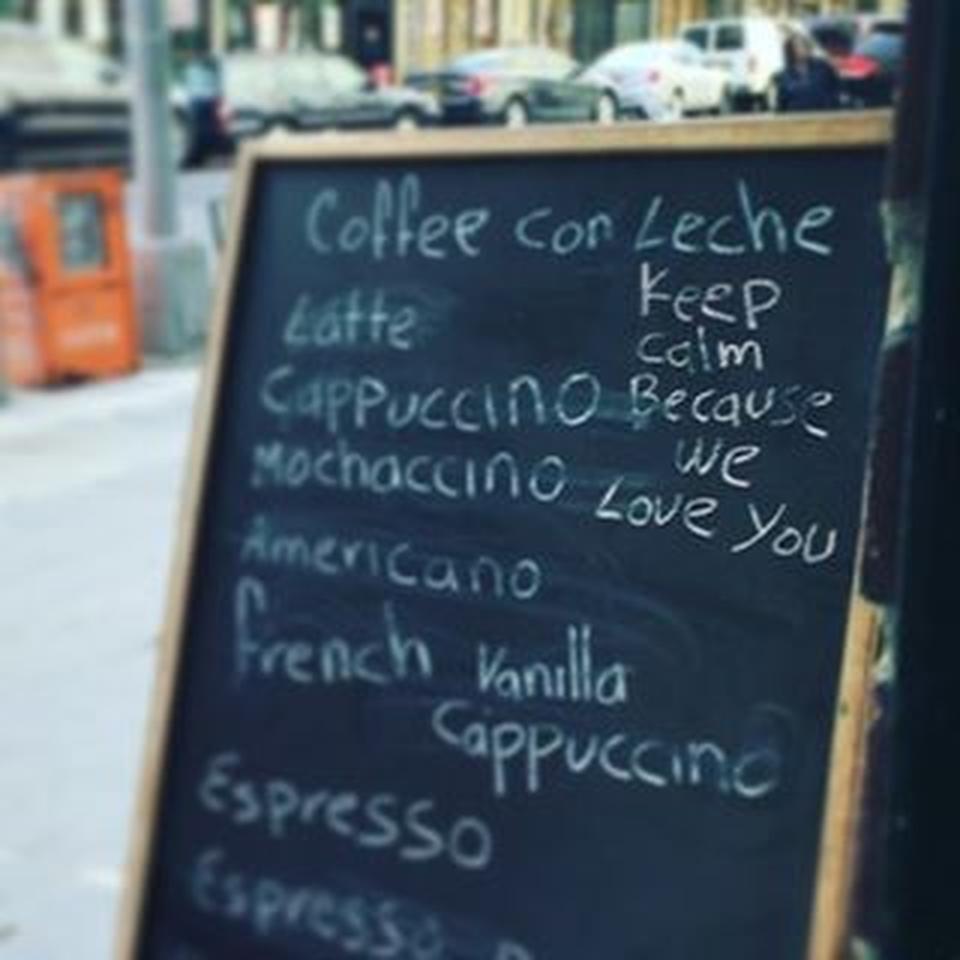 Coffee con Leche
Latte
Cappuccino
Mochaccino
Americano
French Vanilla
Cappuccino
Espresso
Espresso
Keep
calm
Because
we
Love You